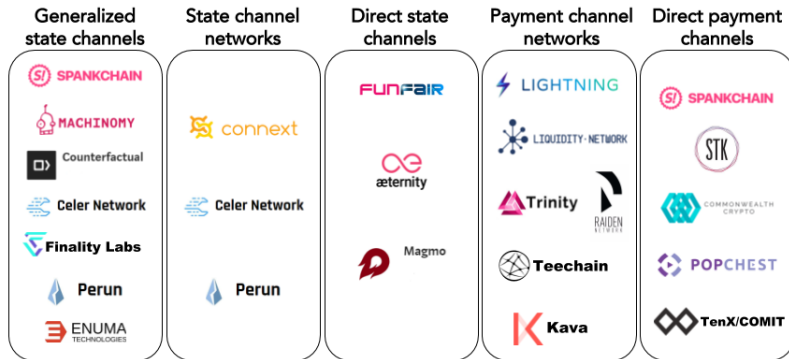 Generalized
state channels
State channel
networks
Direct state
channels
Payment channel
networks
Direct payment
channels
S! SPANKCHAIN
MACHINOMY
Counterfactual
Celer Network
Finality Labs
Perun
ENUMA
TECHNOLOGIES
connext
Celer Network
Perun
FUNFAIR
æternity
Magmo
LIGHTNING
LIQUIDITY·NETWORK
Trinity
RAIDEN
NETWORK
Teechain
Kava
S! SPANKCHAIN
STK
COMMONWEALTH
CRYPTO
POPCHEST
TenX/COMIT